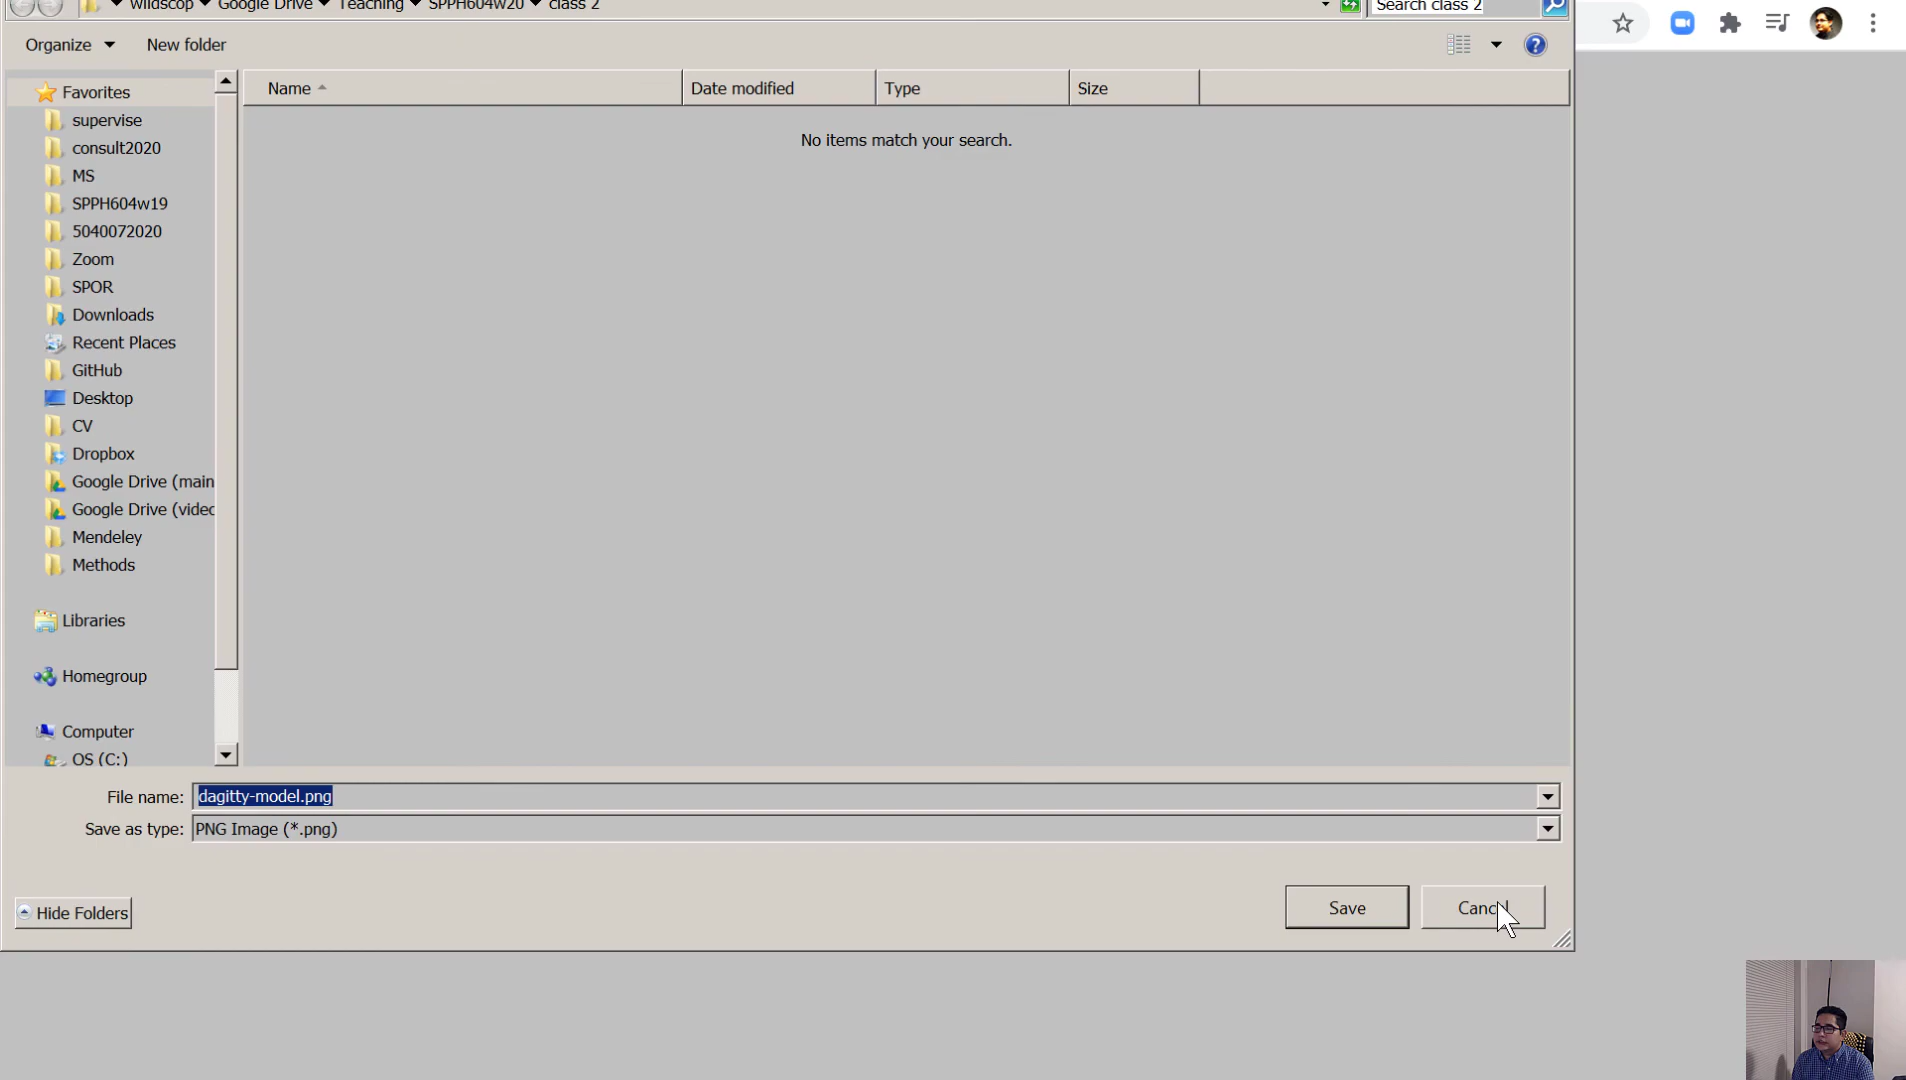 wildscop Google Drive Teaching SPPH604w20 class 2 Search class 2
Organize New folder
Name Date modified Type Size
No items match your search.
Favorites
supervise
consult2020
MS
SPPH604w19
5040072020
Zoom
SPOR
Downloads
Recent Places
GitHub
Desktop
CV
Dropbox
Google Drive (main
Google Drive (videc
Mendeley
Methods
Libraries
Homegroup
Computer
OS (C:)
File name: dagitty-model.png
Save as type: PNG Image (*.png)
Hide Folders Save Cancel